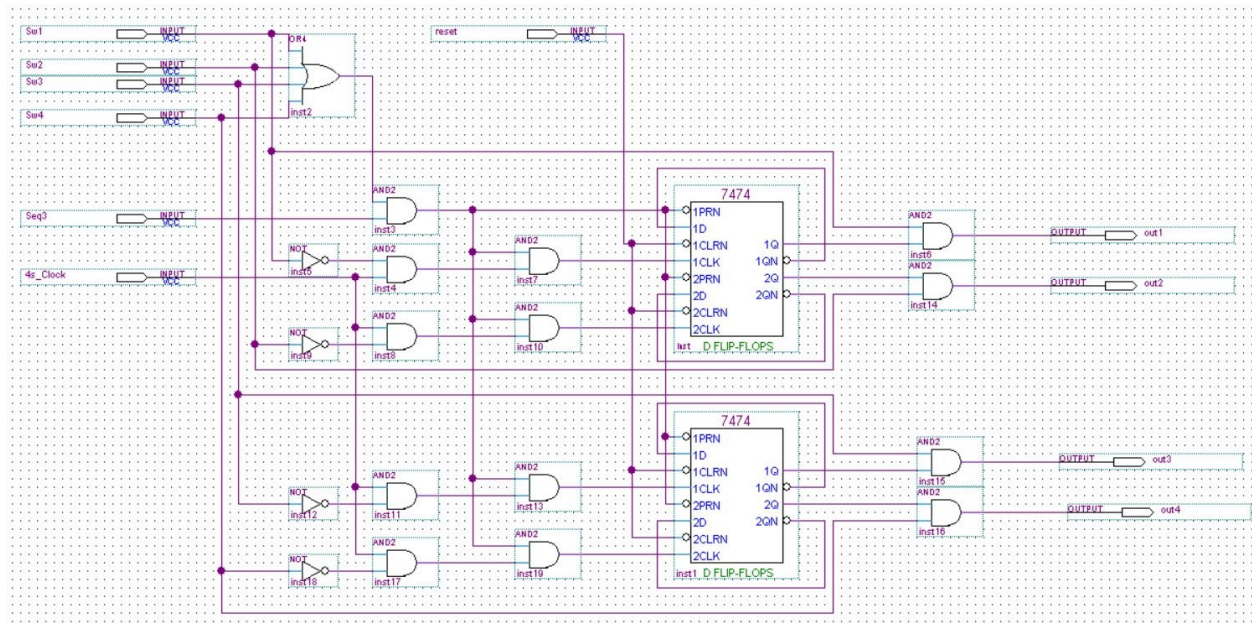 Sw1 INPUT VCC
reset INPUT VCC
OR4
Sw2 INPUT VCC
Sw3 INPUT VCC
inst2
Sw4 INPUT VCC
AND2
7474
Seq3 INPUT VCC
inst3
1PRN
1D
1CLRN
1CLK
2PRN
2D
2CLRN
2CLK
1Q
1QN
2Q
2QN
inst D FLIP-FLOPS
AND2
inst6
OUTPUT out1
AND2
inst14
OUTPUT out2
NOT
inst5
AND2
inst4
AND2
inst7
4s_Clock INPUT VCC
NOT
inst9
AND2
inst8
AND2
inst10
7474
1PRN
1D
1CLRN
1CLK
2PRN
2D
2CLRN
2CLK
1Q
1QN
2Q
2QN
inst1 D FLIP-FLOPS
AND2
inst15
OUTPUT out3
AND2
inst16
OUTPUT out4
NOT
inst12
AND2
inst11
AND2
inst13
NOT
inst18
AND2
inst17
AND2
inst19